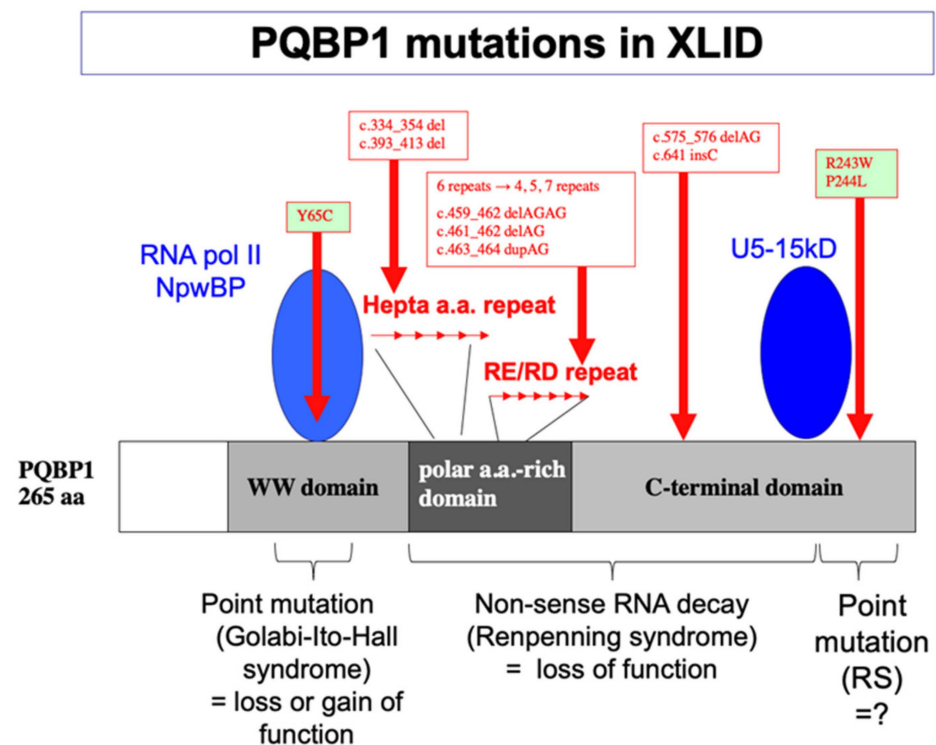 PQBP1 mutations in XLID
c.334_354 del
c.393_413 del
c.575_576 delAG
c.641 insC
R243W
P244L
6 repeats → 4, 5, 7 repeats
c.459_462 delAGAG
c.461_462 delAG
c.463_464 dupAG
Y65C
RNA pol II
NpwBP
U5-15kD
Hepta a.a. repeat
RE/RD repeat
PQBP1
265 aa
WW domain
polar a.a.-rich
domain
C-terminal domain
Point mutation
(Golabi-Ito-Hall
syndrome)
= loss or gain of
function
Non-sense RNA decay
(Renpenning syndrome)
= loss of function
Point
mutation
(RS)
=?